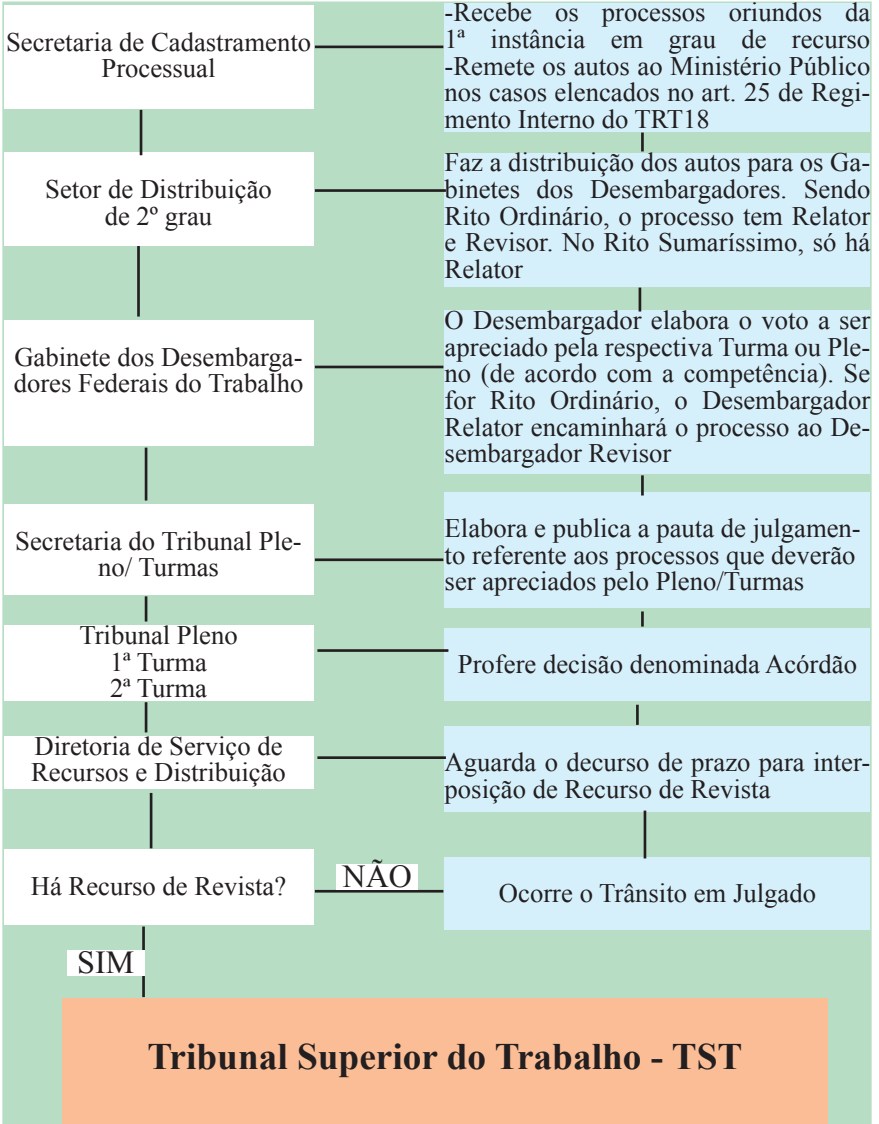 Secretaria de Cadastramento
Processual
-Recebe os processos oriundos da
1ª instância em grau de recurso
-Remete os autos ao Ministério Público
nos casos elencados no art. 25 de Regi-
mento Interno do TRT18
Setor de Distribuição
de 2º grau
Faz a distribuição dos autos para os Ga-
binetes dos Desembargadores. Sendo
Rito Ordinário, o processo tem Relator
e Revisor. No Rito Sumaríssimo, só há
Relator
Gabinete dos Desembarga-
dores Federais do Trabalho
O Desembargador elabora o voto a ser
apreciado pela respectiva Turma ou Ple-
no (de acordo com a competência). Se
for Rito Ordinário, o Desembargador
Relator encaminhará o processo ao De-
sembargador Revisor
Secretaria do Tribunal Ple-
no/ Turmas
Elabora e publica a pauta de julgamen-
to referente aos processos que deverão
ser apreciados pelo Pleno/Turmas
Tribunal Pleno
1ª Turma
2ª Turma
Profere decisão denominada Acórdão
Diretoria de Serviço de
Recursos e Distribuição
Aguarda o decurso de prazo para inter-
posição de Recurso de Revista
Há Recurso de Revista?
NÃO
Ocorre o Trânsito em Julgado
SIM
Tribunal Superior do Trabalho - TST